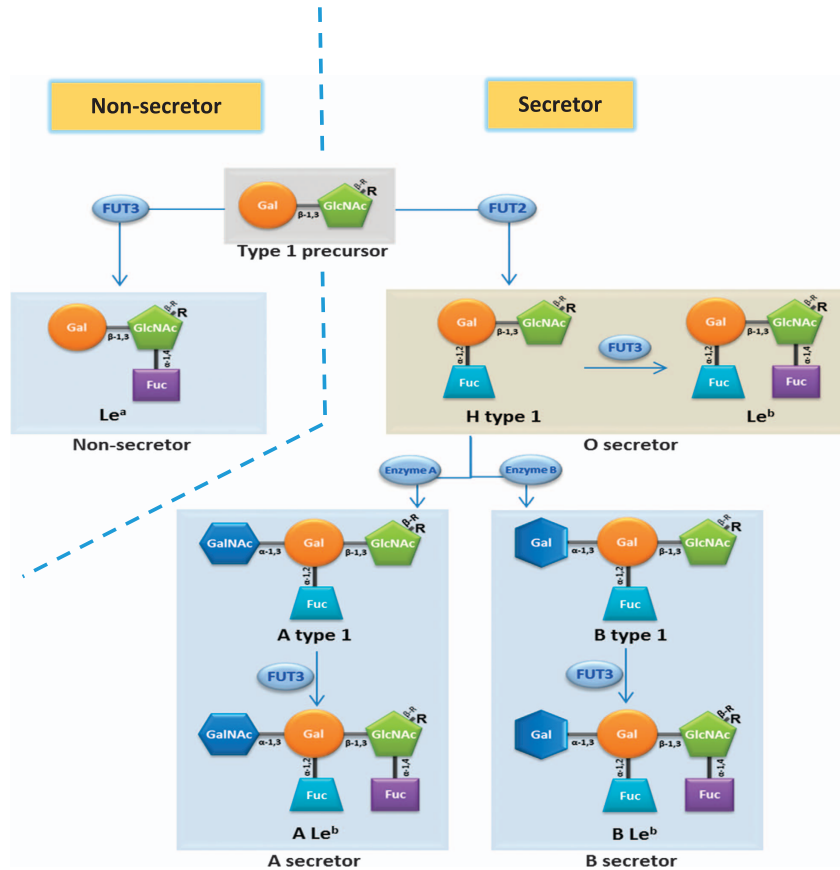 Non-secretor
Secretor
FUT3
Gal
β-1,3
GlcNAc
β-R
R
FUT2
Type 1 precursor
Gal
β-1,3
GlcNAc
β-R
R
α-1,4
Fuc
Leᵃ
Non-secretor
Gal
β-1,3
GlcNAc
β-R
R
α-1,2
Fuc
H type 1
FUT3
Gal
β-1,3
GlcNAc
β-R
R
α-1,2
α-1,4
Fuc
Fuc
Leᵇ
O secretor
Enzyme A
Enzyme B
GalNAc
α-1,3
Gal
β-1,3
GlcNAc
β-R
R
α-1,2
Fuc
A type 1
FUT3
GalNAc
α-1,3
Gal
β-1,3
GlcNAc
β-R
R
α-1,2
α-1,4
Fuc
Fuc
A Leᵇ
A secretor
Gal
α-1,3
Gal
β-1,3
GlcNAc
β-R
R
α-1,2
Fuc
B type 1
FUT3
Gal
α-1,3
Gal
β-1,3
GlcNAc
β-R
R
α-1,2
α-1,4
Fuc
Fuc
B Leᵇ
B secretor